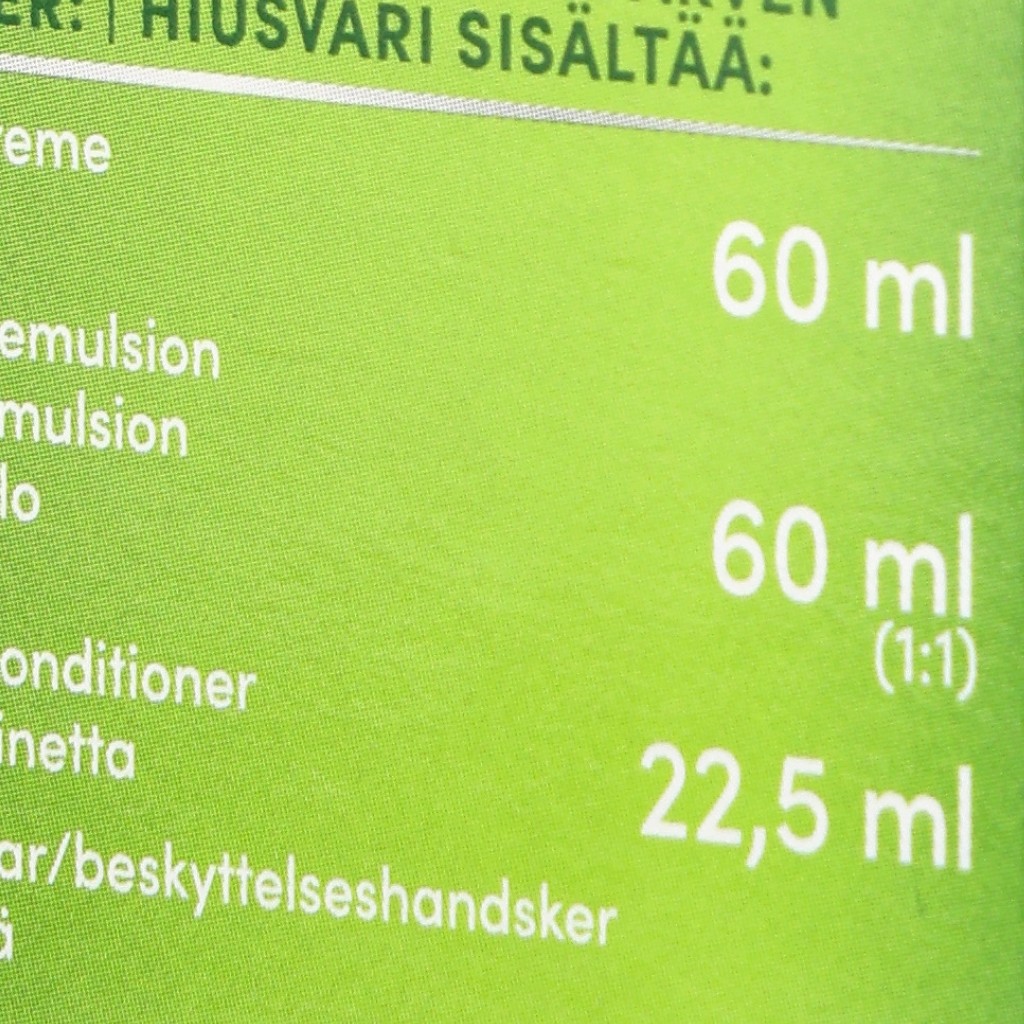 ER: | HIUSVÄRI SISÄLTÄÄ:
reme
60 ml
emulsion
mulsion
lo
60 ml
(1:1)
onditioner
inetta
22,5 ml
ar/beskyttelseshandsker
ä